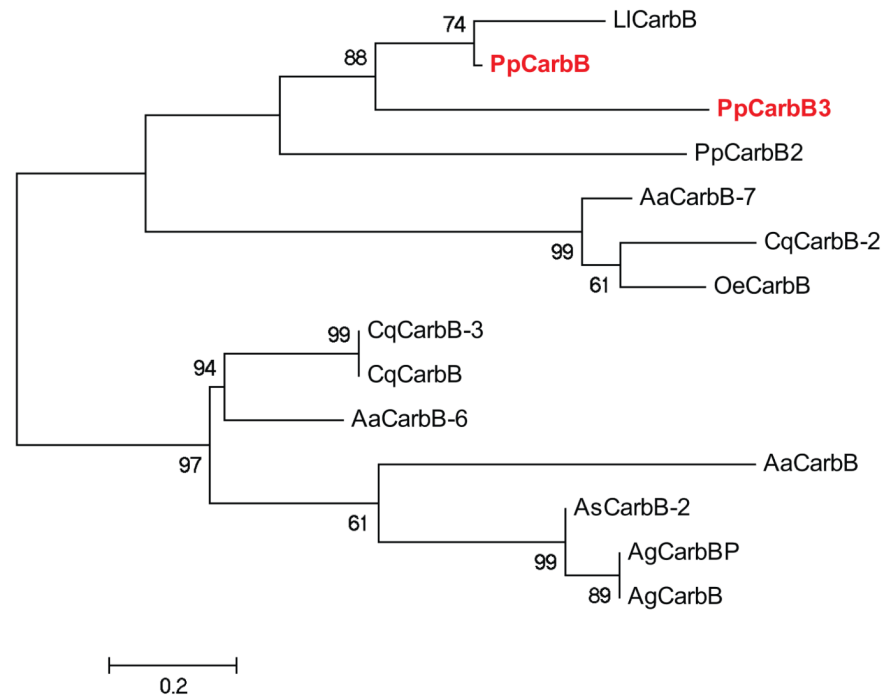 74
LlCarbB
88
PpCarbB
PpCarbB3
PpCarbB2
AaCarbB-7
99
CqCarbB-2
61
OeCarbB
99
CqCarbB-3
94
CqCarbB
AaCarbB-6
97
AaCarbB
61
AsCarbB-2
99
AgCarbBP
89
AgCarbB
0.2